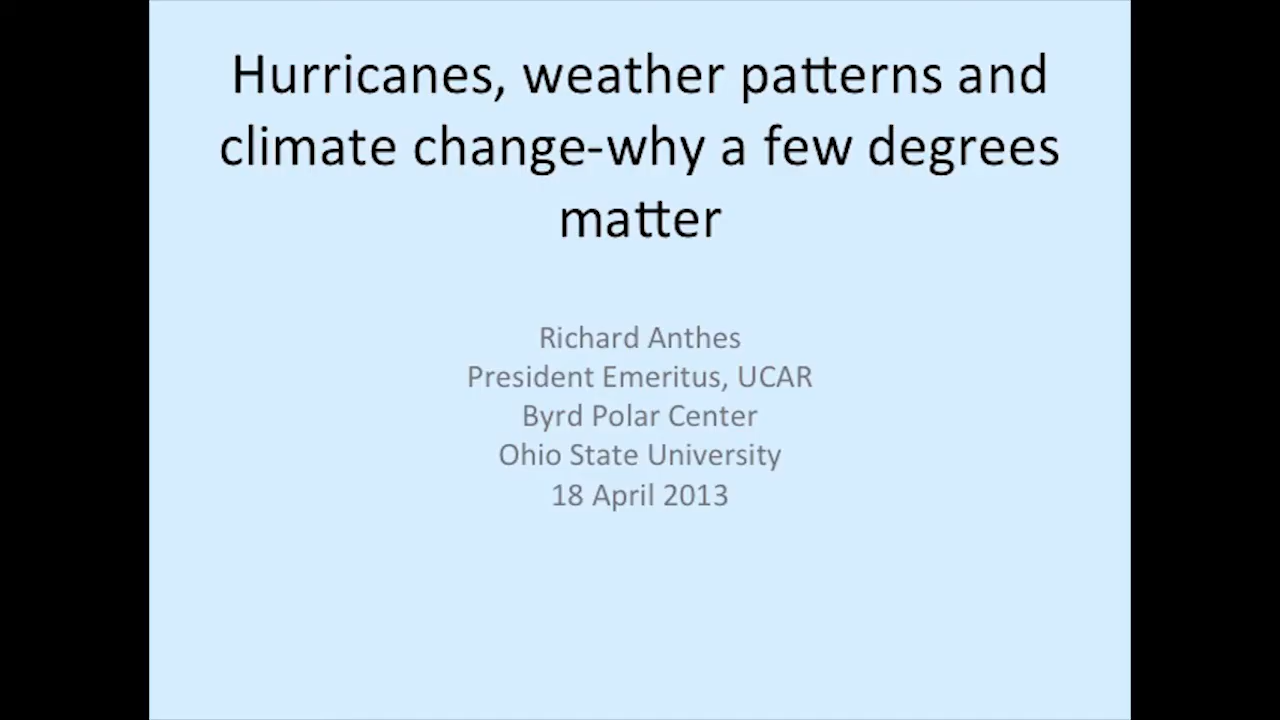 Hurricanes, weather patterns and
climate change-why a few degrees
matter
Richard Anthes
President Emeritus, UCAR
Byrd Polar Center
Ohio State University
18 April 2013